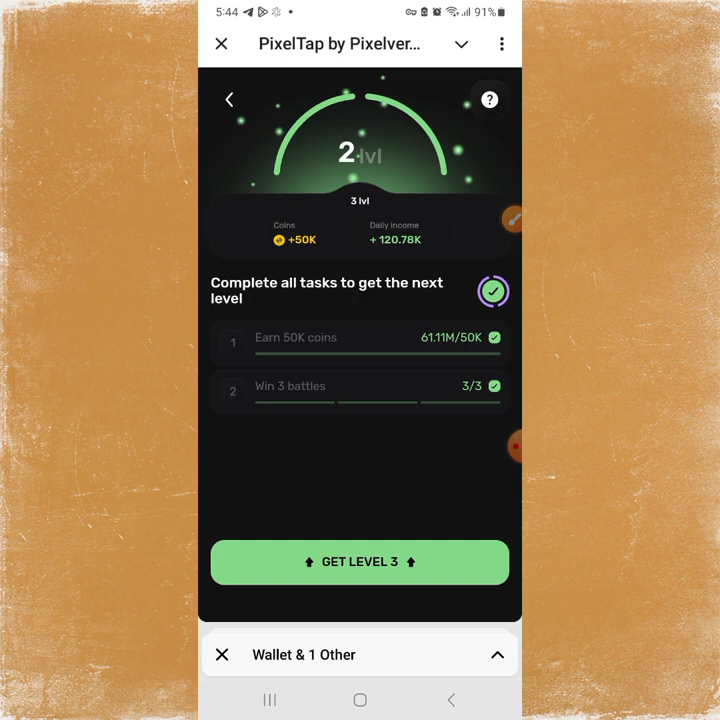 5:44
91%
PixelTap by Pixelver...
?
2 lvl
3 lvl
Coins
Daily income
+50K
+ 120.78K
Complete all tasks to get the next
level
1
Earn 50K coins
61.11M/50K
2
Win 3 battles
3/3
GET LEVEL 3
Wallet & 1 Other